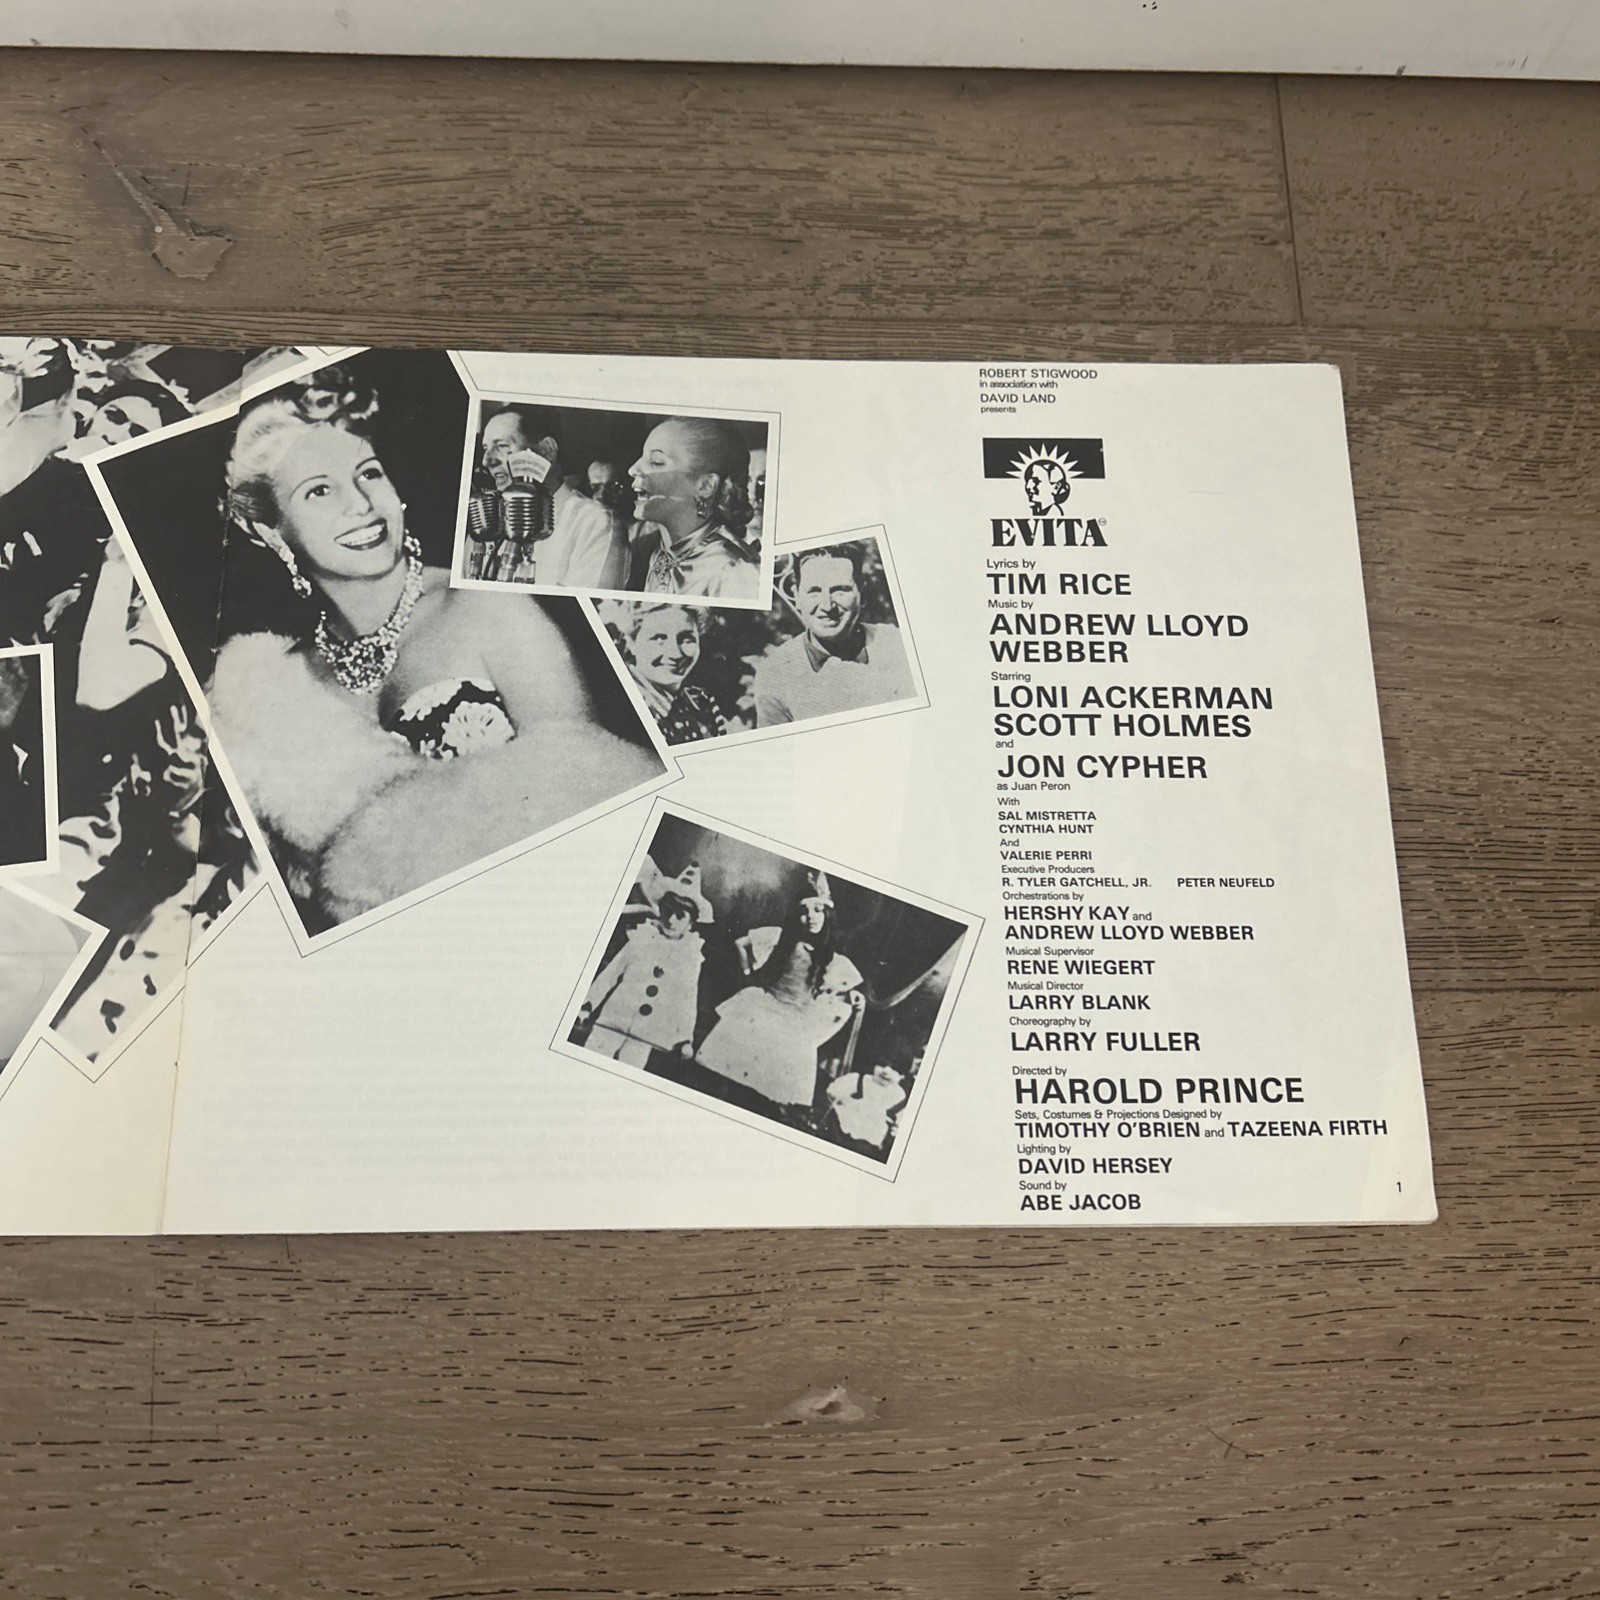 ROBERT STIGWOOD
in association with
DAVID LAND
presents
EVITA
Lyrics by
TIM RICE
Music by
ANDREW LLOYD
WEBBER
Starring
LONI ACKERMAN
SCOTT HOLMES
and
JON CYPHER
as Juan Peron
With
SAL MISTRETTA
CYNTHIA HUNT
And
VALERIE PERRI
Executive Producers
R. TYLER GATCHELL, JR. PETER NEUFELD
Orchestrations by
HERSHY KAY and
ANDREW LLOYD WEBBER
Musical Supervisor
RENE WIEGERT
Musical Director
LARRY BLANK
Choreography by
LARRY FULLER
Directed by
HAROLD PRINCE
Sets, Costumes & Projections Designed by
TIMOTHY O'BRIEN and TAZEENA FIRTH
Lighting by
DAVID HERSEY
Sound by
ABE JACOB
1